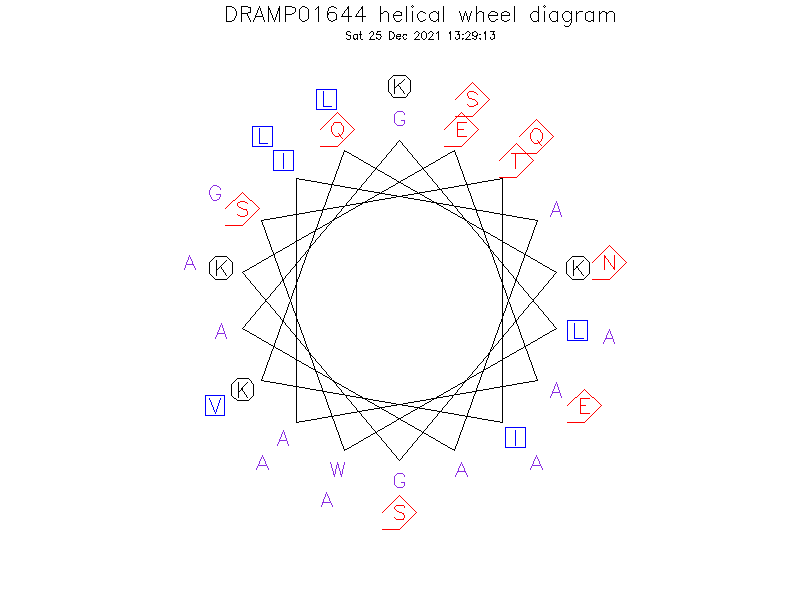 DRAMP01644 helical wheel diagram
Sat 25 Dec 2021 13:29:13
K
L S
G
Q E
L Q
I T
G
S A
A K K N
A L A
K A
V E
A I
A A
W A
G
A
S